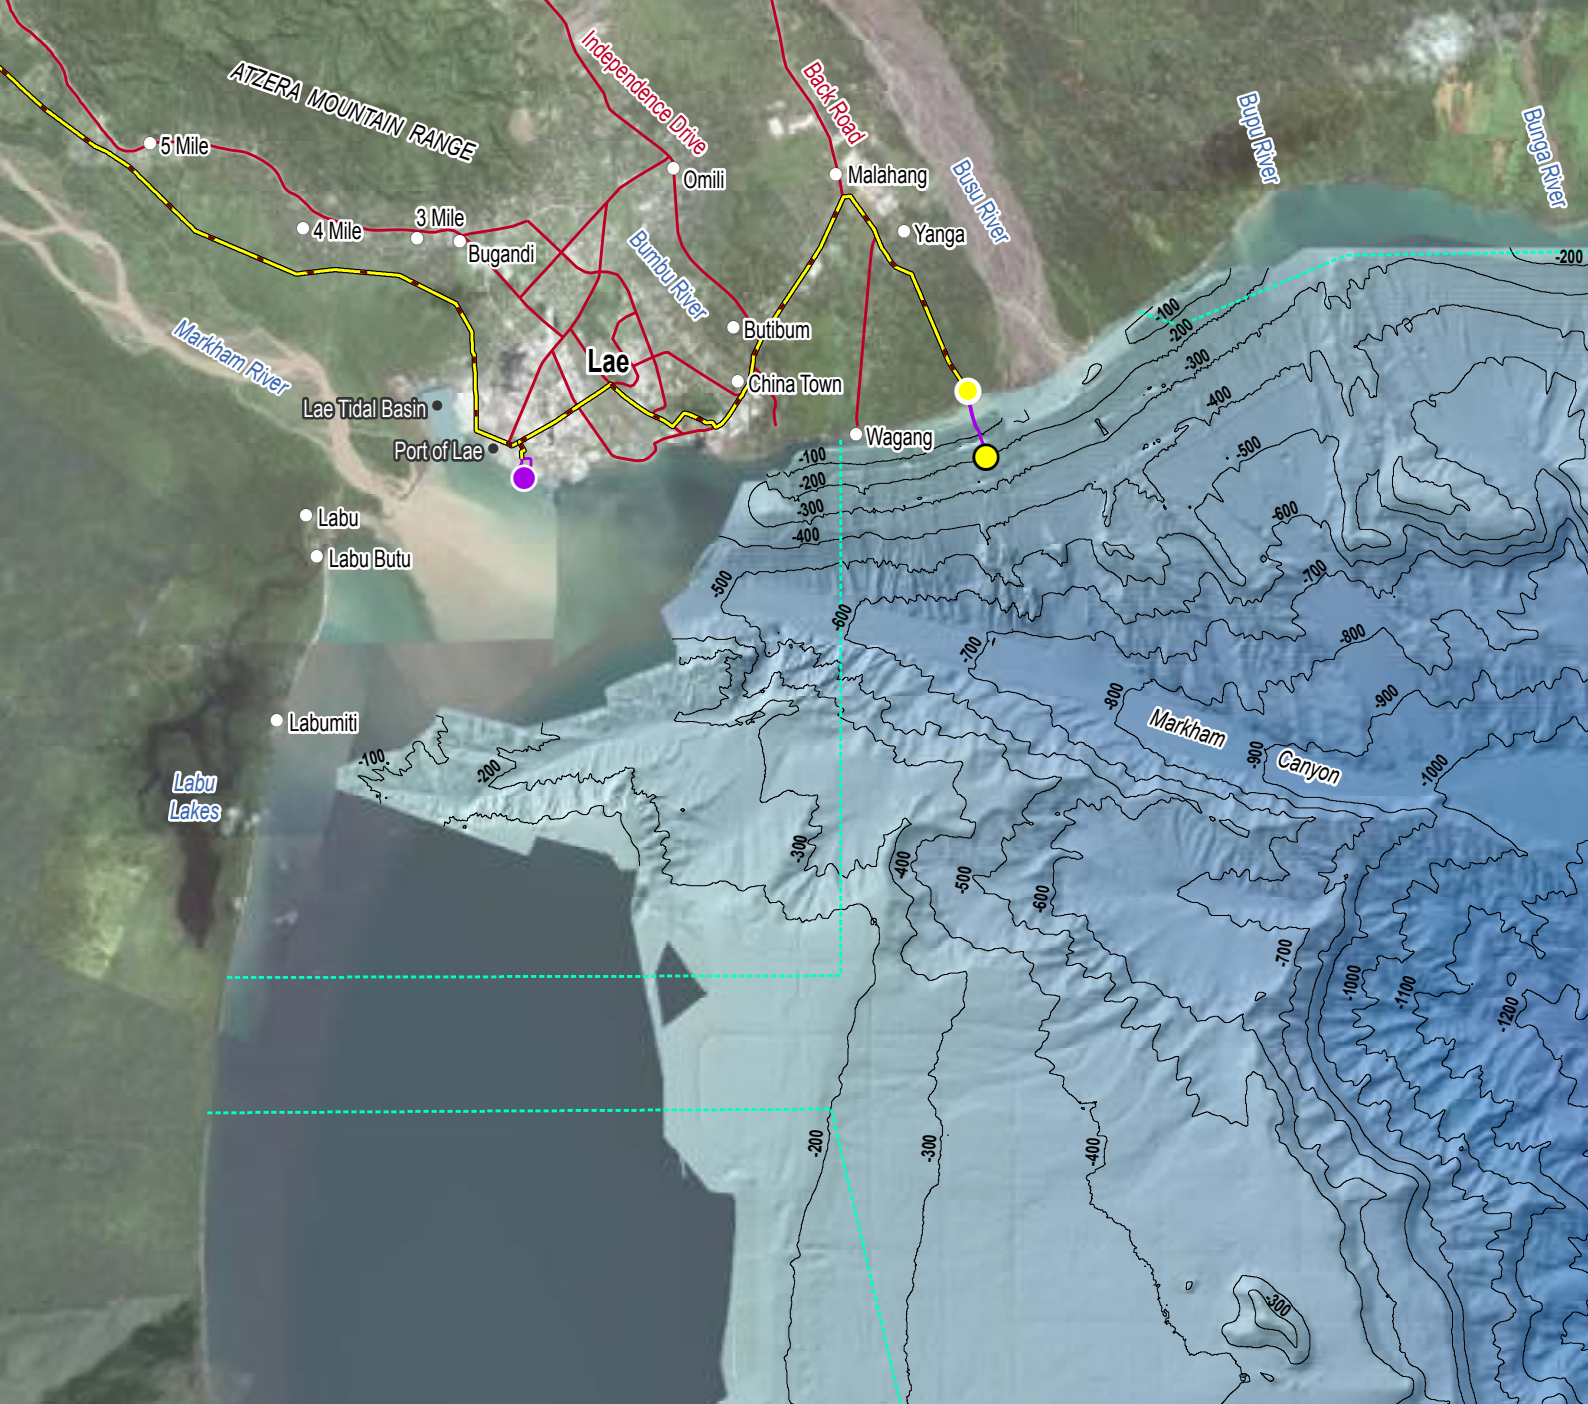 Independence Drive
Back Road
ATZERA MOUNTAIN RANGE
Bupu River
Bunga River
5 Mile
Omili
Malahang
Busu River
4 Mile
3 Mile
Bugandi
Bumbu River
Yanga
-200
-100
-200
-300
Markham River
Butibum
Lae
China Town
-400
Lae Tidal Basin
Port of Lae
Wagang
-500
-100
-200
-300
-400
-600
Labu
Labu Butu
-500
-600
-700
-700
-800
-800
-900
Labumiti
Markham
Canyon
-900
-1000
-100
-200
Labu
Lakes
-300
-400
-500
-600
-700
-1000
-1100
-1200
-200
-300
-400
-300